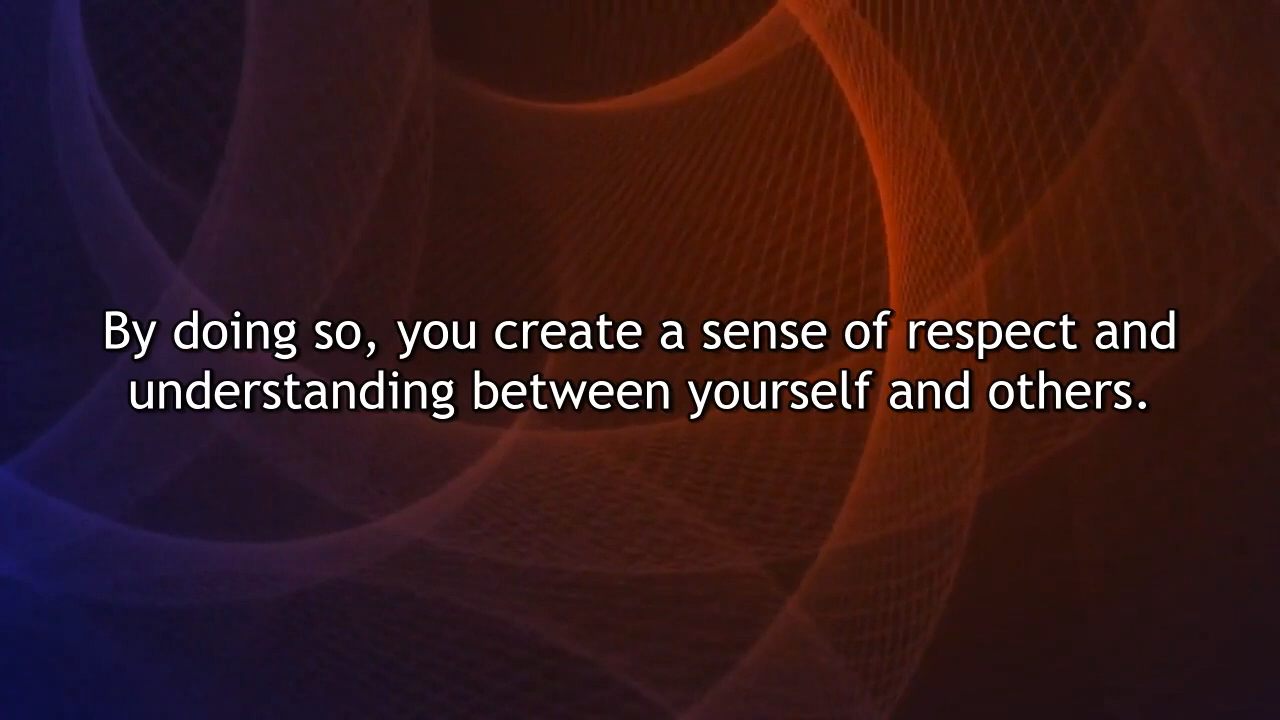 By doing so, you create a sense of respect and
understanding between yourself and others.